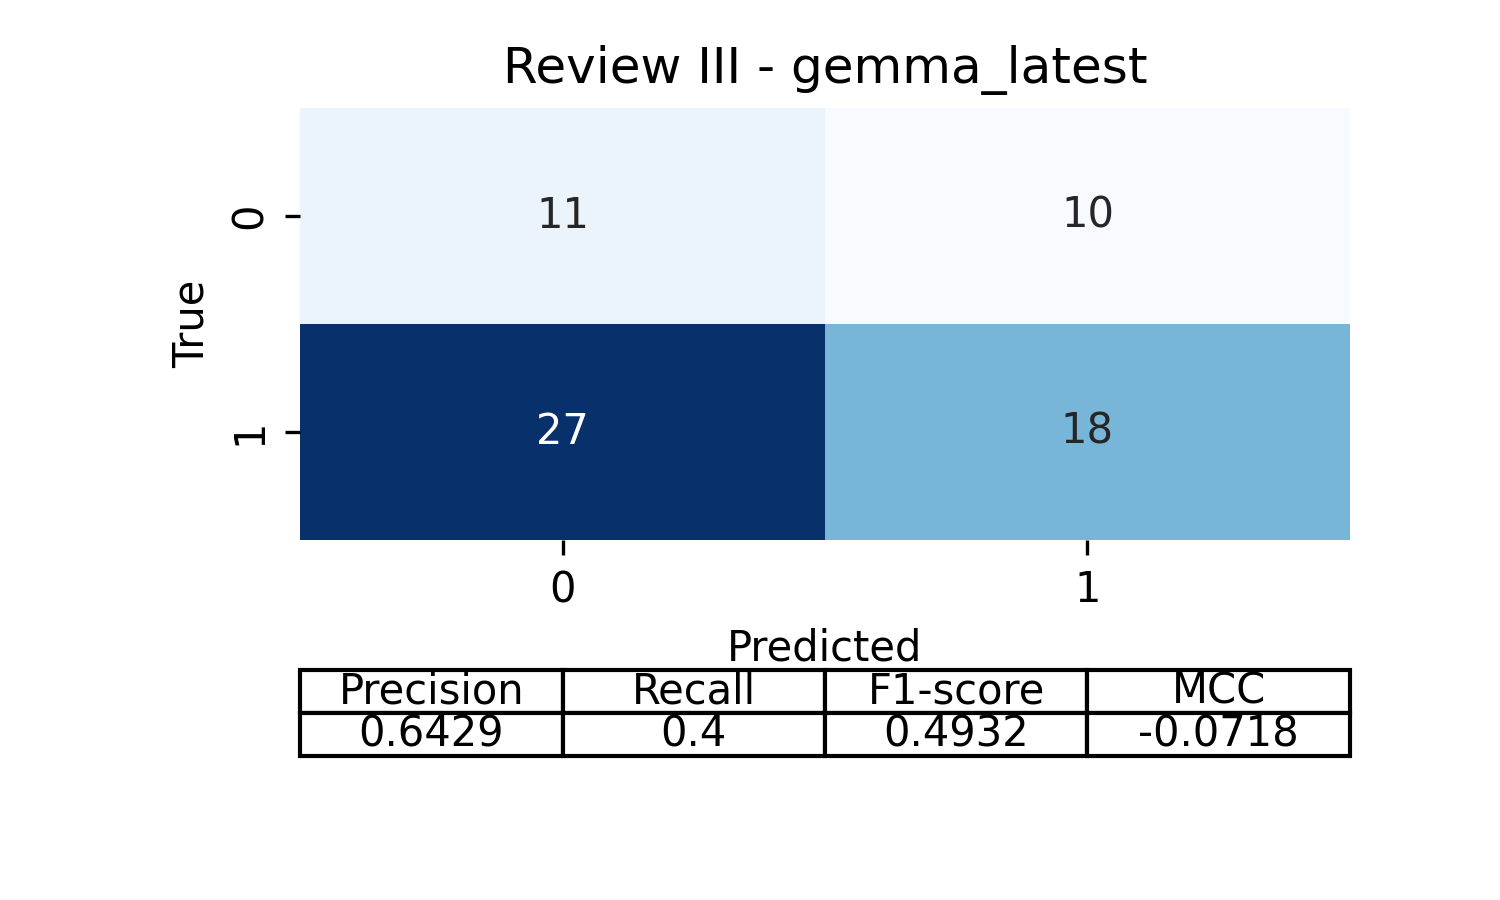 Review III - gemma_latest
11 10
0
True
27 18
1
0 1
Predicted
Precision Recall F1-score MCC
0.6429 0.4 0.4932 -0.0718